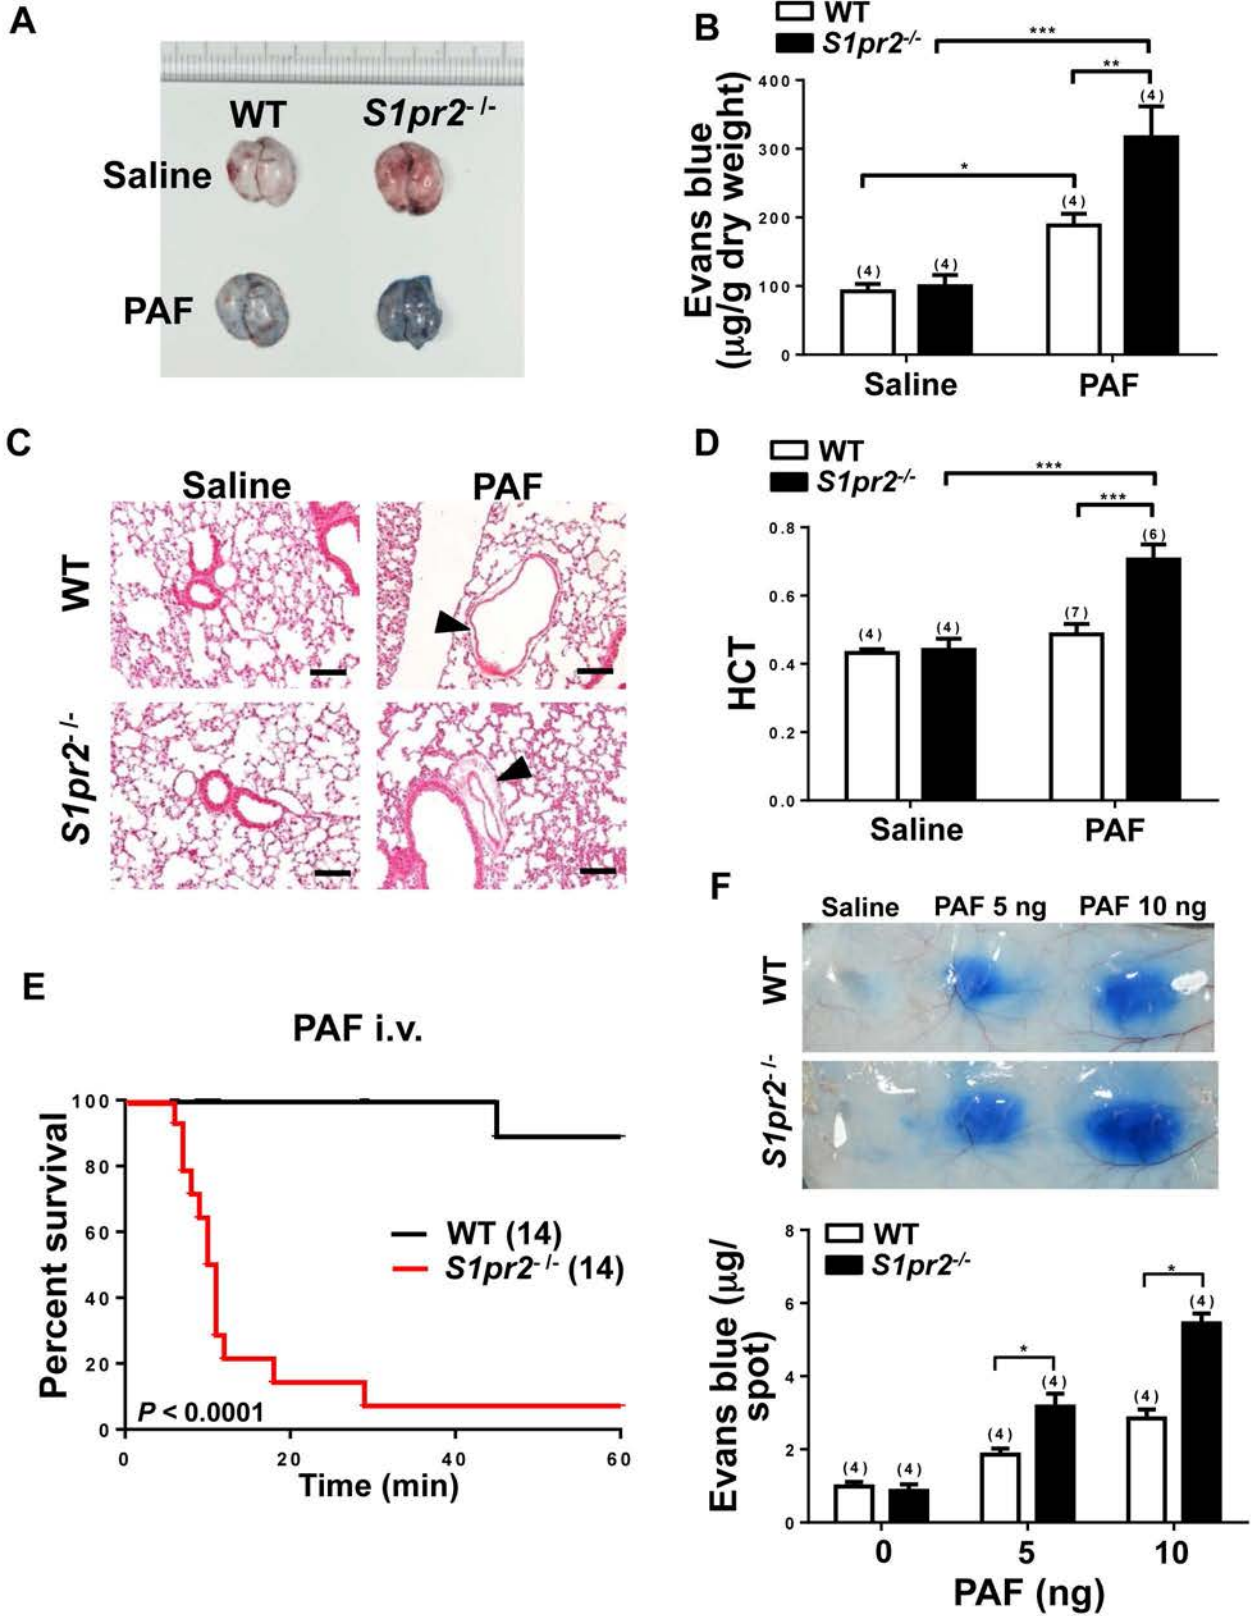 A
WT S1pr2-/-
Saline
PAF
B
WT
S1pr2-/-
***
**
*
(4) (4) (4) (4)
Evans blue
(μg/g dry weight)
400
300
200
100
0
Saline PAF
C
Saline PAF
WT
S1pr2-/-
D
WT
S1pr2-/-
***
***
(4) (4) (7) (6)
HCT
0.8
0.6
0.4
0.2
0.0
Saline PAF
E
PAF i.v.
Percent survival
100
80
60
40
20
0
WT (14)
S1pr2-/- (14)
P < 0.0001
0 20 40 60
Time (min)
F
Saline PAF 5 ng PAF 10 ng
WT
S1pr2-/-
WT
S1pr2-/-
*
*
(4) (4) (4) (4) (4) (4)
Evans blue (μg/
spot)
8
6
4
2
0
0 5 10
PAF (ng)